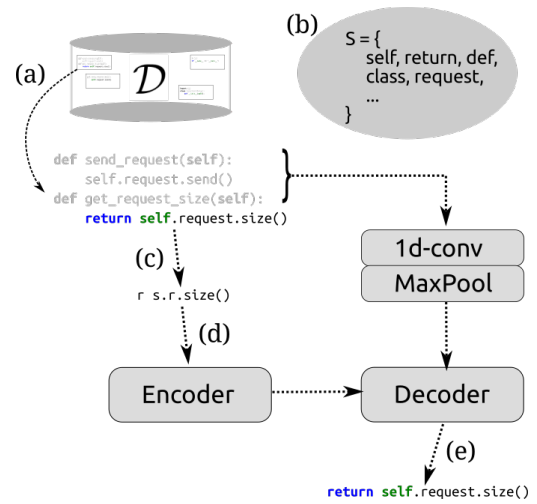 (a)
D
(b)
S = {
self, return, def,
class, request,
...
}
def send_request(self):
self.request.send()
def get_request_size(self):
return self.request.size()
(c)
r s.r.size()
(d)
1d-conv
MaxPool
Encoder
Decoder
(e)
return self.request.size()